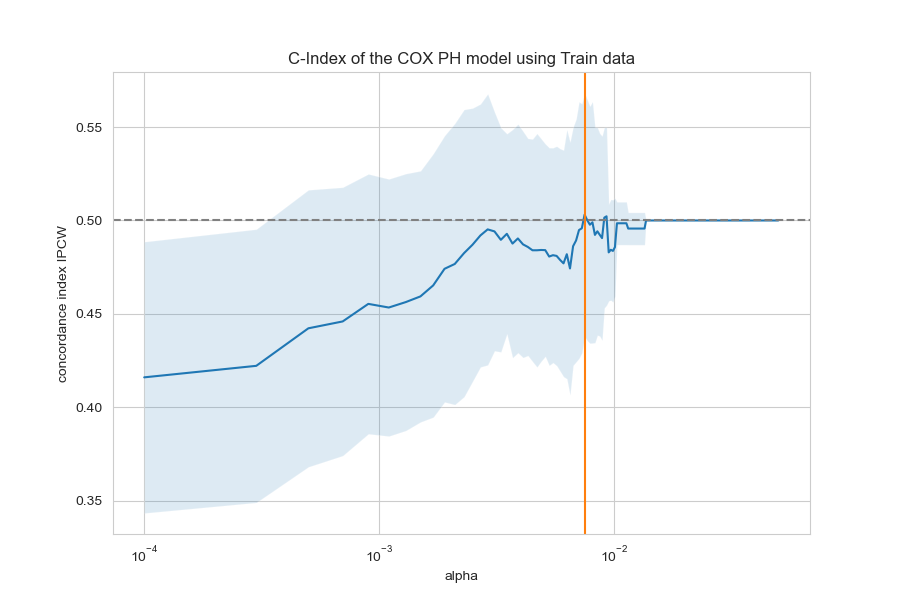 C-Index of the COX PH model using Train data
concordance index IPCW
0.55
0.50
0.45
0.40
0.35
10⁻⁴ 10⁻³ 10⁻²
alpha